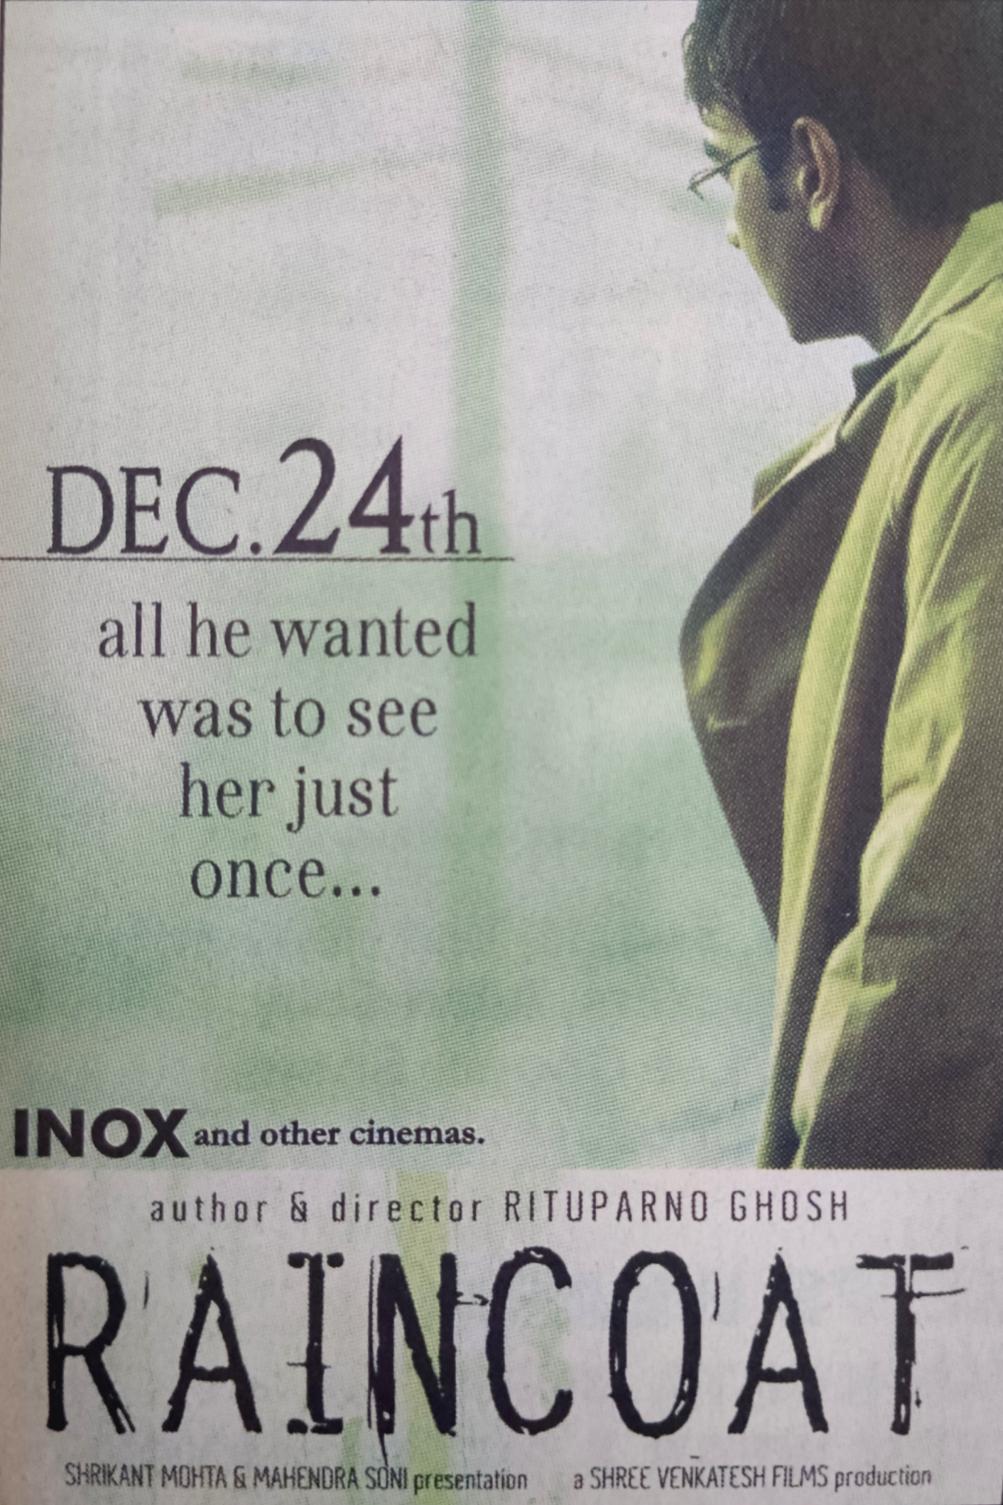 DEC.24th
all he wanted
was to see
her just
once...
INOX and other cinemas.
author & director RITUPARNO GHOSH
RAINCOAT
SHRIKANT MOHTA & MAHENDRA SONI presentation a SHREE VENKATESH FILMS production